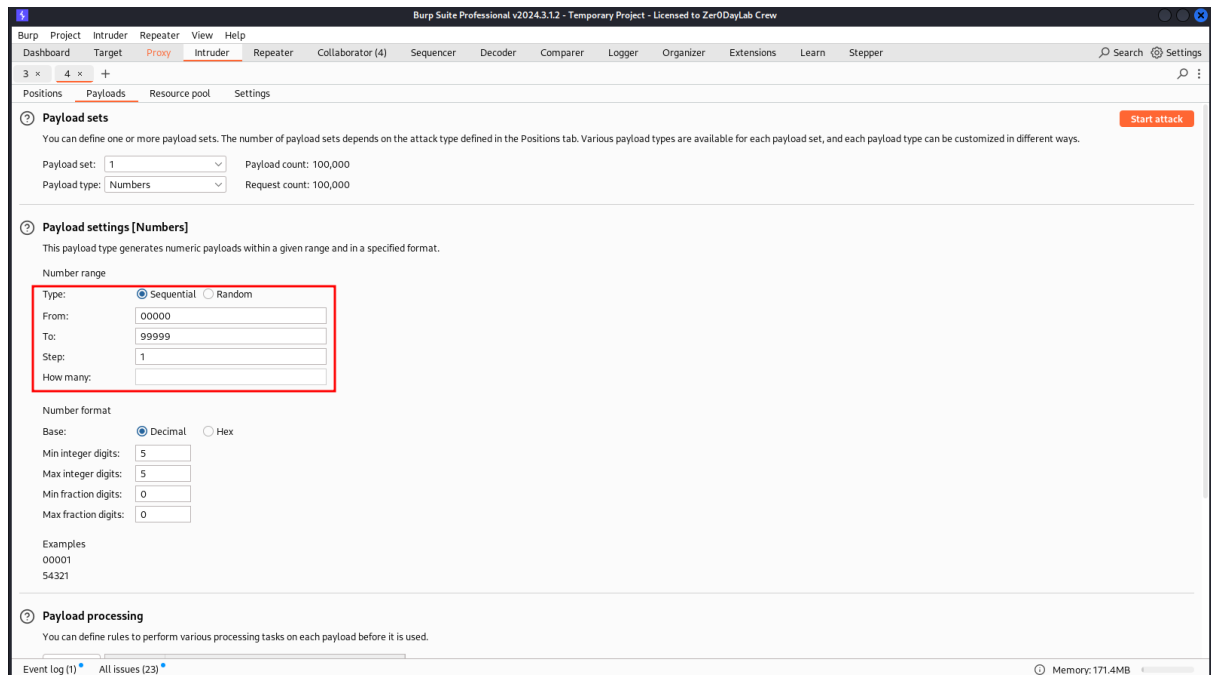 Burp Suite Professional v2024.3.1.2 - Temporary Project - Licensed to Zer0DayLab Crew
Burp Project Intruder Repeater View Help
Dashboard Target Proxy Intruder Repeater Collaborator (4) Sequencer Decoder Comparer Logger Organizer Extensions Learn Stepper Search Settings
3 × 4 × +
Positions Payloads Resource pool Settings
? Payload sets Start attack
You can define one or more payload sets. The number of payload sets depends on the attack type defined in the Positions tab. Various payload types are available for each payload set, and each payload type can be customized in different ways.
Payload set: 1 Payload count: 100,000
Payload type: Numbers Request count: 100,000
? Payload settings [Numbers]
This payload type generates numeric payloads within a given range and in a specified format.
Number range
Type: Sequential Random
From: 00000
To: 99999
Step: 1
How many:
Number format
Base: Decimal Hex
Min integer digits: 5
Max integer digits: 5
Min fraction digits: 0
Max fraction digits: 0
Examples
00001
54321
? Payload processing
You can define rules to perform various processing tasks on each payload before it is used.
Event log (1) All issues (23) Memory: 171.4MB